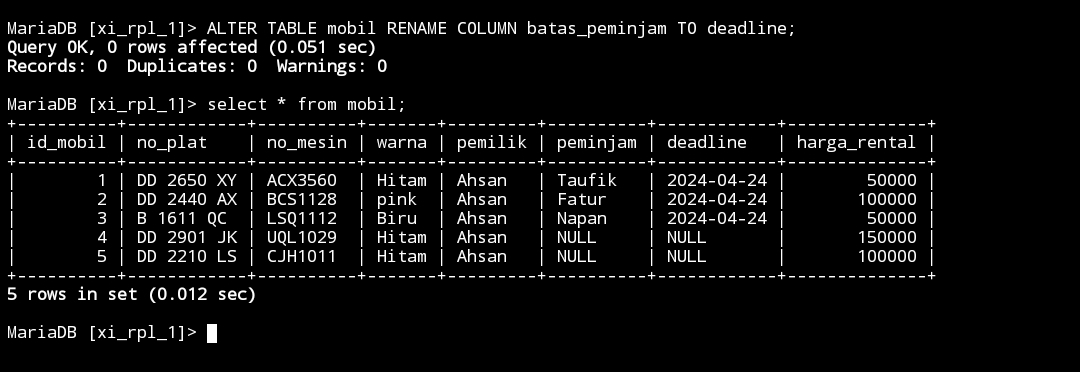 MariaDB [xi_rpl_1]> ALTER TABLE mobil RENAME COLUMN batas_peminjam TO deadline;
Query OK, 0 rows affected (0.051 sec)
Records: 0  Duplicates: 0  Warnings: 0

MariaDB [xi_rpl_1]> select * from mobil;
+----------+------------+----------+-------+---------+----------+------------+--------------+
| id_mobil | no_plat    | no_mesin | warna | pemilik | peminjam | deadline   | harga_rental |
+----------+------------+----------+-------+---------+----------+------------+--------------+
|        1 | DD 2650 XY | ACX3560  | Hitam | Ahsan   | Taufik   | 2024-04-24 |        50000 |
|        2 | DD 2440 AX | BCS1128  | pink  | Ahsan   | Fatur    | 2024-04-24 |       100000 |
|        3 | B 1611 QC  | LSQ1112  | Biru  | Ahsan   | Napan    | 2024-04-24 |        50000 |
|        4 | DD 2901 JK | UQL1029  | Hitam | Ahsan   | NULL     | NULL       |       150000 |
|        5 | DD 2210 LS | CJH1011  | Hitam | Ahsan   | NULL     | NULL       |       100000 |
+----------+------------+----------+-------+---------+----------+------------+--------------+
5 rows in set (0.012 sec)

MariaDB [xi_rpl_1]>